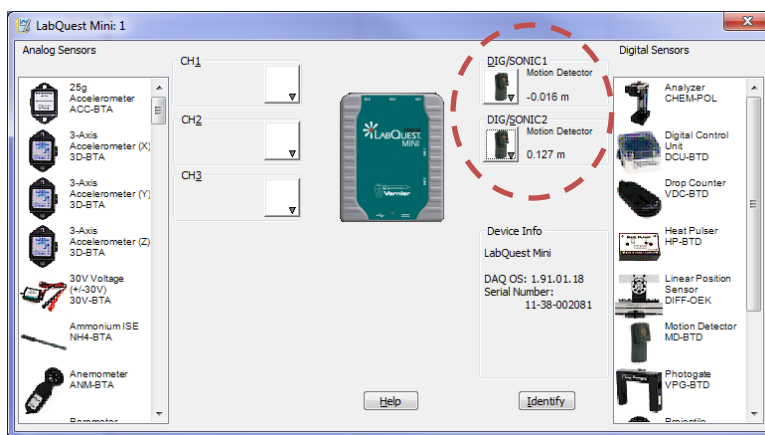 LabQuest Mini: 1
Analog Sensors
25g
Accelerometer
ACC-BTA
3-Axis
Accelerometer (X)
3D-BTA
3-Axis
Accelerometer (Y)
3D-BTA
3-Axis
Accelerometer (Z)
3D-BTA
30V Voltage
(+/-30V)
30V-BTA
Ammonium ISE
NH4-BTA
Anemometer
ANM-BTA
Barometer
CH1
CH2
CH3
LABQUEST
MINI
Vernier
DIG/SONIC1
Motion Detector
-0.016 m
DIG/SONIC2
Motion Detector
0.127 m
Device Info
LabQuest Mini
DAQ OS: 1.91.01.18
Serial Number:
11-38-002081
Help
Identify
Digital Sensors
Analyzer
CHEM-POL
Digital Control
Unit
DCU-BTD
Drop Counter
VDC-BTD
Heat Pulser
HP-BTD
Linear Position
Sensor
DIFF-OEK
Motion Detector
MD-BTD
Photogate
VPG-BTD
Projectile